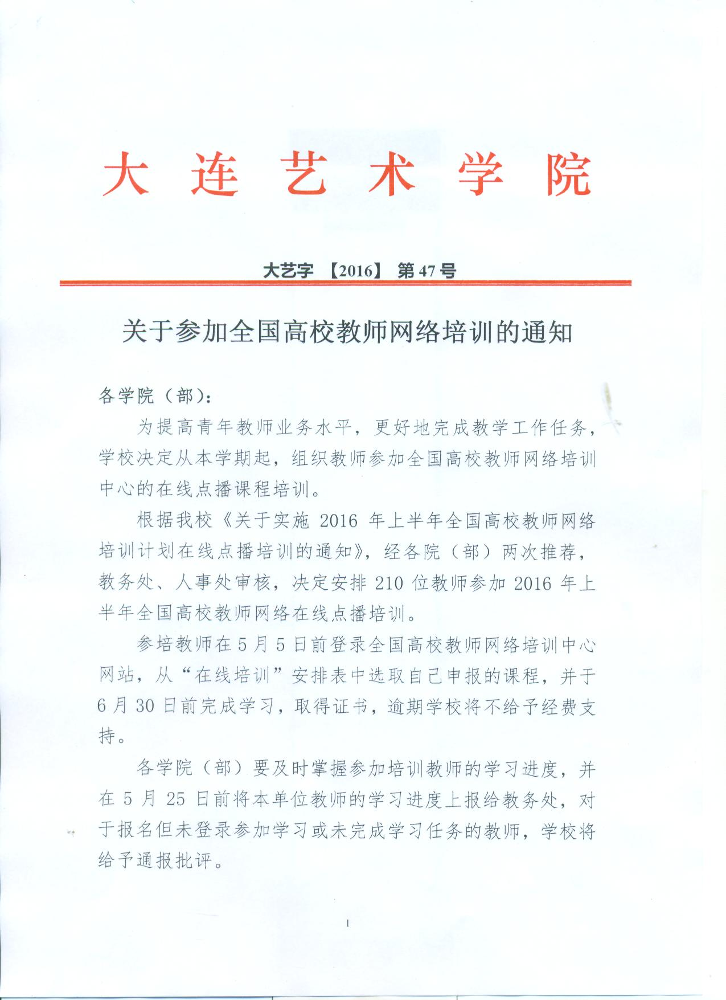 大连艺术学院
大艺字 【2016】 第 47 号
关于参加全国高校教师网络培训的通知
各学院（部）：
为提高青年教师业务水平，更好地完成教学工作任务，
学校决定从本学期起，组织教师参加全国高校教师网络培训
中心的在线点播课程培训。
根据我校《关于实施 2016 年上半年全国高校教师网络
培训计划在线点播培训的通知》，经各院（部）两次推荐，
教务处、人事处审核，决定安排 210 位教师参加 2016 年上
半年全国高校教师网络在线点播培训。
参培教师在 5 月 5 日前登录全国高校教师网络培训中心
网站，从“在线培训”安排表中选取自己申报的课程，并于
6 月 30 日前完成学习，取得证书，逾期学校将不给予经费支
持。
各学院（部）要及时掌握参加培训教师的学习进度，并
在 5 月 25 日前将本单位教师的学习进度上报给教务处，对
于报名但未登录参加学习或未完成学习任务的教师，学校将
给予通报批评。
1